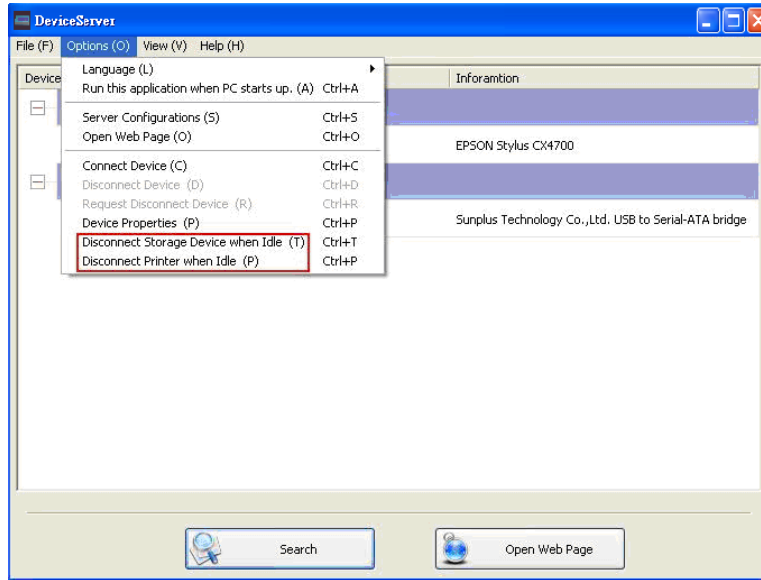 DeviceServer
File (F) Options (O) View (V) Help (H)
Device Inforamtion
Language (L)
Run this application when PC starts up. (A) Ctrl+A
Server Configurations (S) Ctrl+S
Open Web Page (O) Ctrl+O
EPSON Stylus CX4700
Connect Device (C) Ctrl+C
Disconnect Device (D) Ctrl+D
Request Disconnect Device (R) Ctrl+R
Device Properties (P) Ctrl+P
Sunplus Technology Co.,Ltd. USB to Serial-ATA bridge
Disconnect Storage Device when Idle (T) Ctrl+T
Disconnect Printer when Idle (P) Ctrl+P
Search Open Web Page